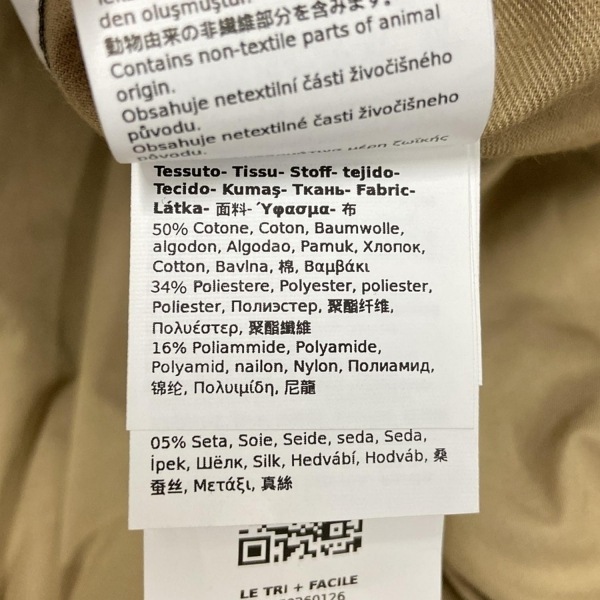 den oluşmuştur
動物由来の非繊維部分を含みます。
Contains non-textile parts of animal
origin.
Obsahuje netextilní části živočišného
původu.
Obsahuje netextilné časti živočišného
pôvodu.
Tessuto- Tissu- Stoff- tejido-
Tecido- Kumaş- Ткань- Fabric-
Látka- 面料- Ύφασμα- 布
50% Cotone, Coton, Baumwolle,
algodon, Algodao, Pamuk, Хлопок,
Cotton, Bavlna, 棉, Βαμβάκι
34% Poliestere, Polyester, poliester,
Poliester, Полиэстер, 聚酯纤维,
Πολυέστερ, 聚酯纖維
16% Poliammide, Polyamide,
Polyamid, nailon, Nylon, Полиамид,
锦纶, Πολυιμίδη, 尼龍
05% Seta, Soie, Seide, seda, Seda,
İpek, Шёлк, Silk, Hedvábí, Hodváb, 桑
蚕丝, Μετάξι, 真絲
LE TRI + FACILE